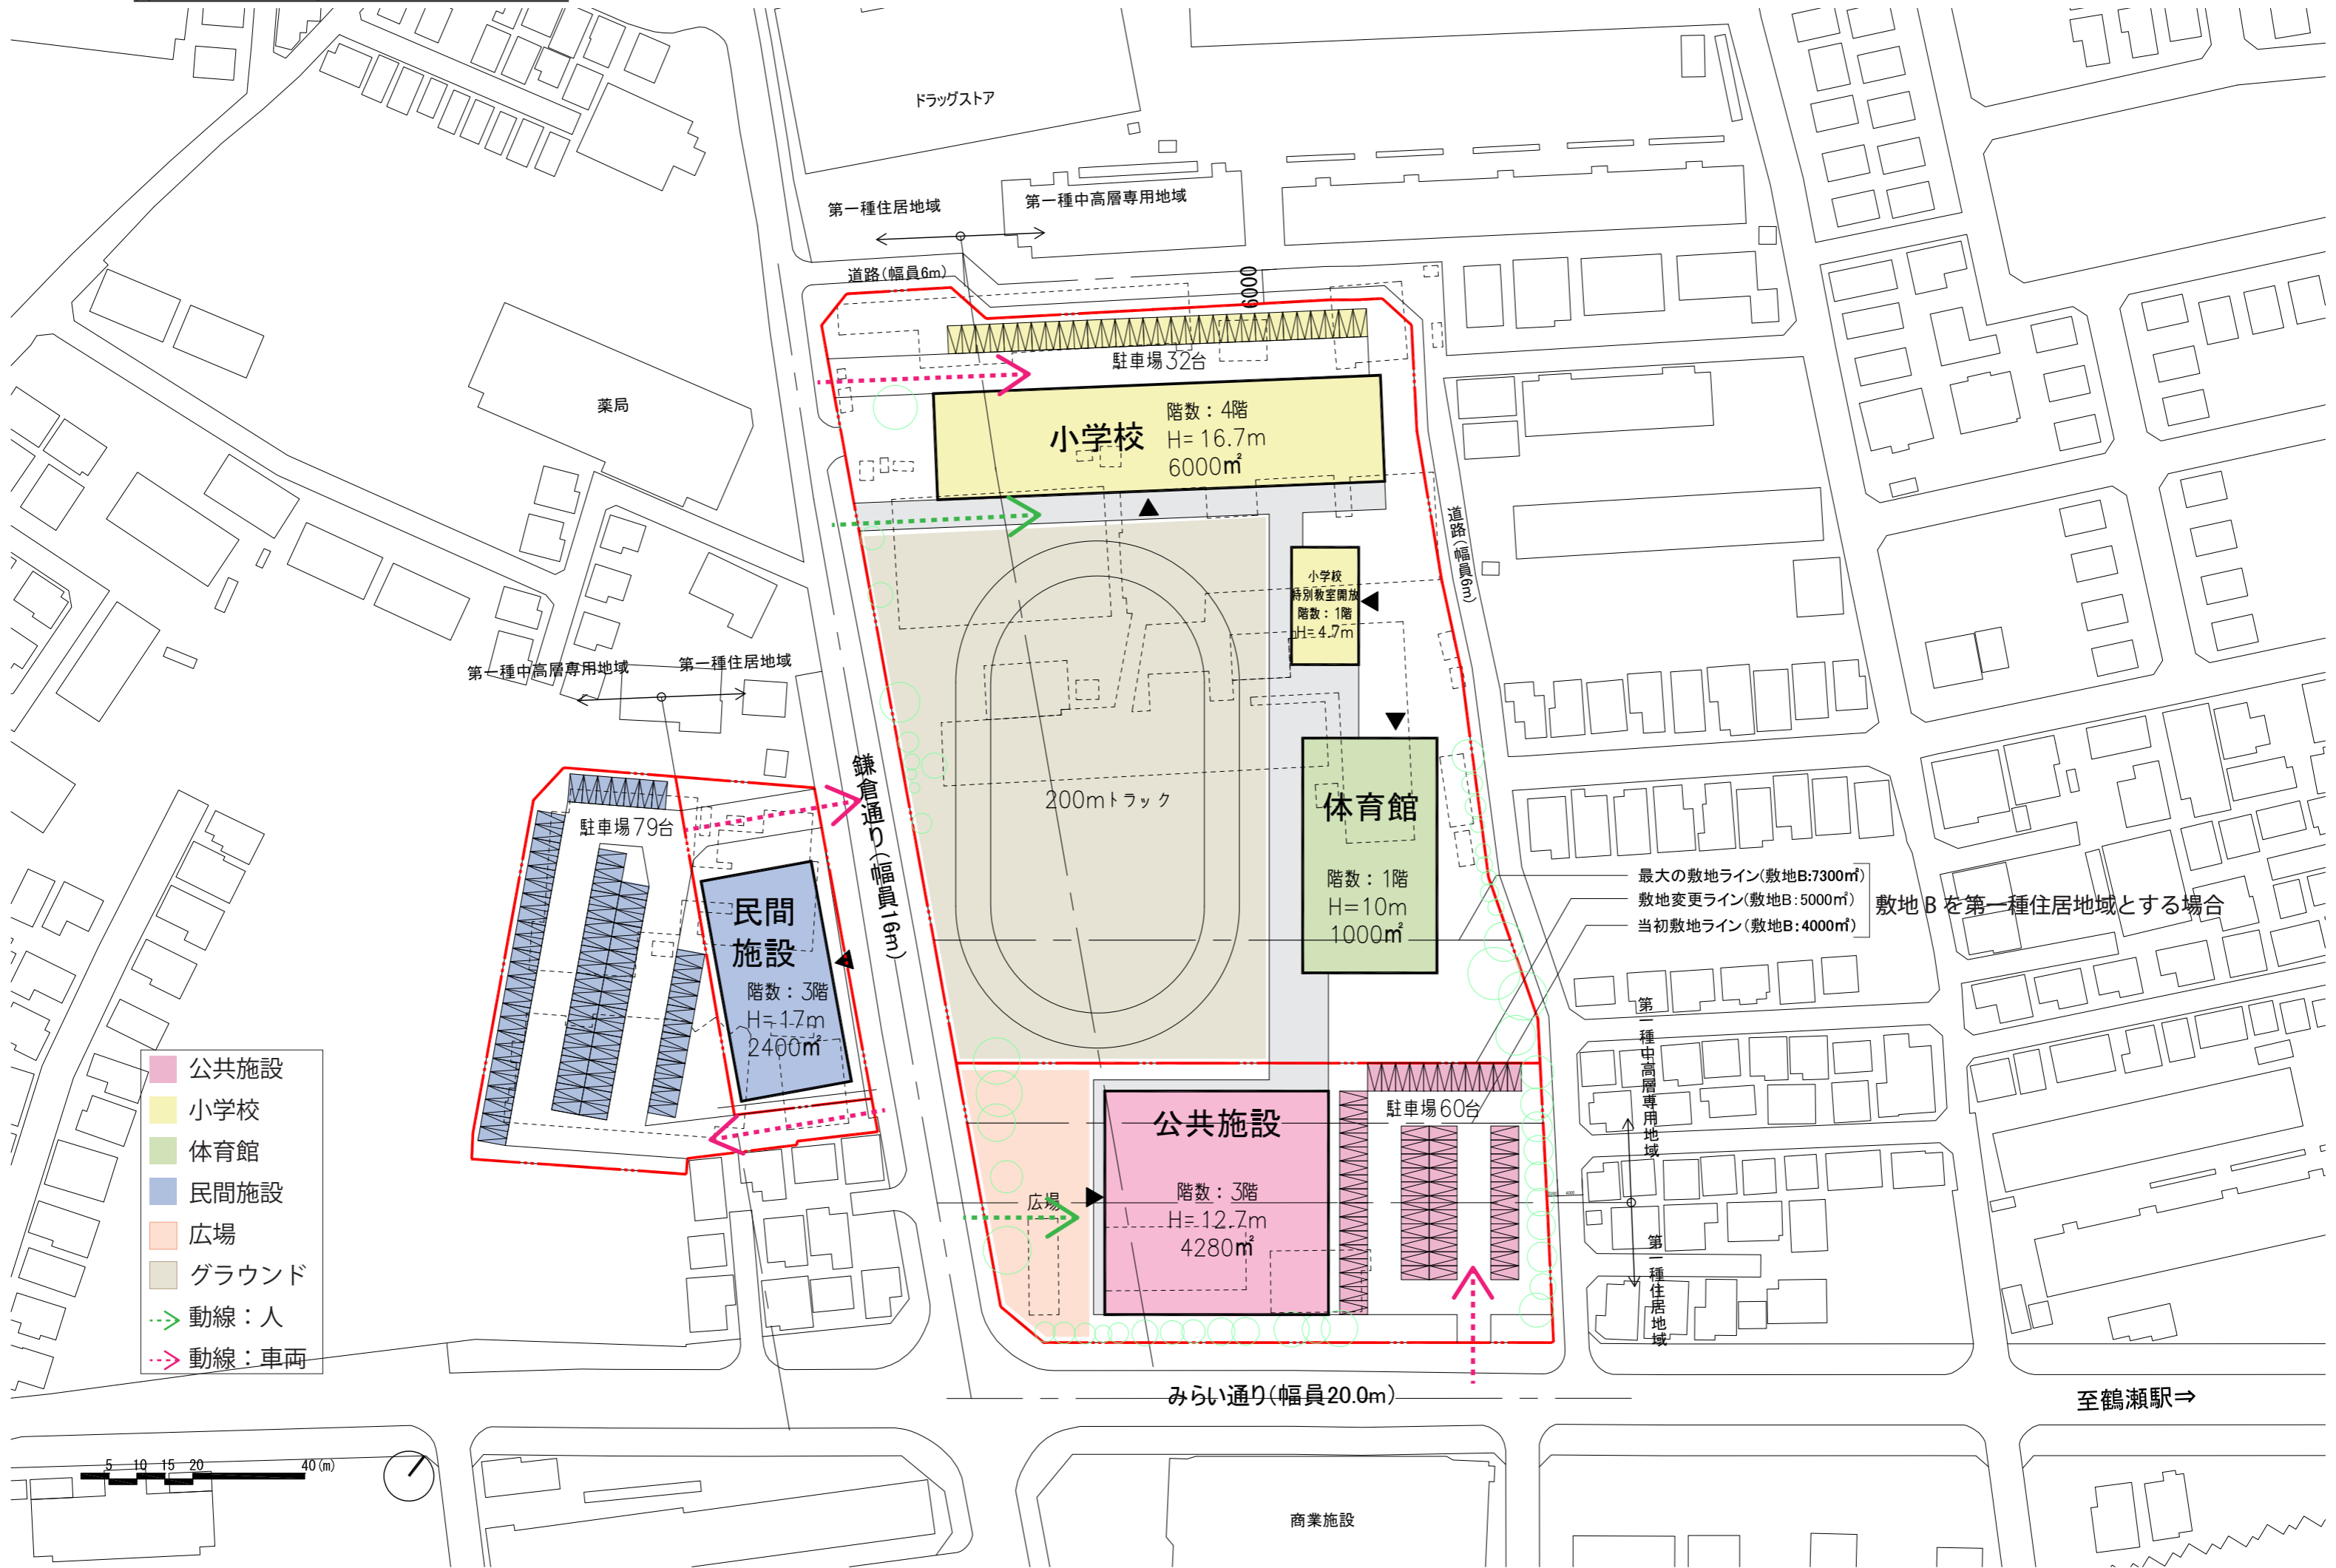 ドラッグストア
第一種住居地域
第一種中高層専用地域
道路(幅員6m)
6000
駐車場32台
薬局
小学校
階数：4階
H=16.7m
6000㎡
道路(幅員6m)
小学校
特別教室開放
階数：1階
H=4.7m
第一種中高層専用地域
第一種住居地域
鎌倉通り(幅員16m)
200mトラック
体育館
階数：1階
H=10m
1000㎡
駐車場79台
民間
施設
階数：3階
H=17m
2400㎡
最大の敷地ライン(敷地B:7300㎡)
敷地変更ライン(敷地B:5000㎡)
当初敷地ライン(敷地B:4000㎡)
敷地 B を第一種住居地域とする場合
第一種中高層専用地域
第一種住居地域
公共施設
階数：3階
H=12.7m
4280㎡
駐車場60台
広場
公共施設
小学校
体育館
民間施設
広場
グラウンド
動線：人
動線：車両
みらい通り(幅員20.0m)
至鶴瀬駅⇒
5 10 15 20 40(m)
商業施設